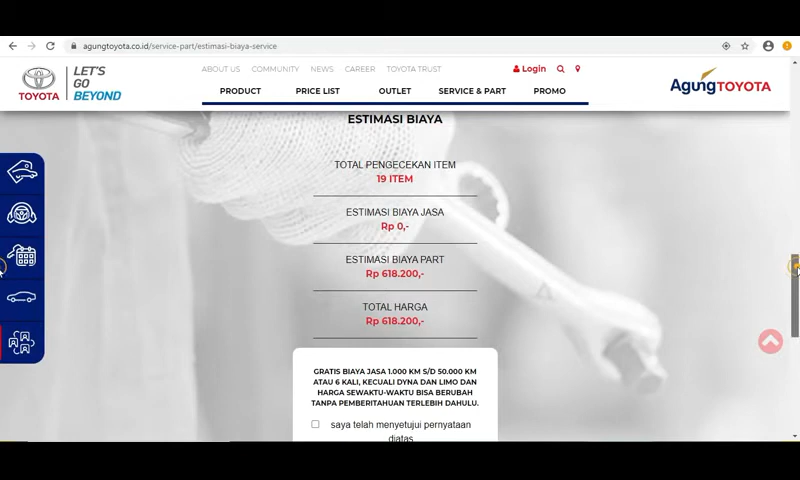 agungtoyota.co.id/service-part/estimasi-biaya-service
ABOUT US COMMUNITY NEWS CAREER TOYOTA TRUST Login
TOYOTA
LET'S
GO
BEYOND
PRODUCT PRICE LIST OUTLET SERVICE & PART PROMO
AgungTOYOTA
ESTIMASI BIAYA
TOTAL PENGECEKAN ITEM
19 ITEM
ESTIMASI BIAYA JASA
Rp 0,-
ESTIMASI BIAYA PART
Rp 618.200,-
TOTAL HARGA
Rp 618.200,-
GRATIS BIAYA JASA 1.000 KM S/D 50.000 KM
ATAU 6 KALI, KECUALI DYNA DAN LIMO DAN
HARGA SEWAKTU-WAKTU BISA BERUBAH
TANPA PEMBERITAHUAN TERLEBIH DAHULU.
saya telah menyetujui pernyataan
diatas